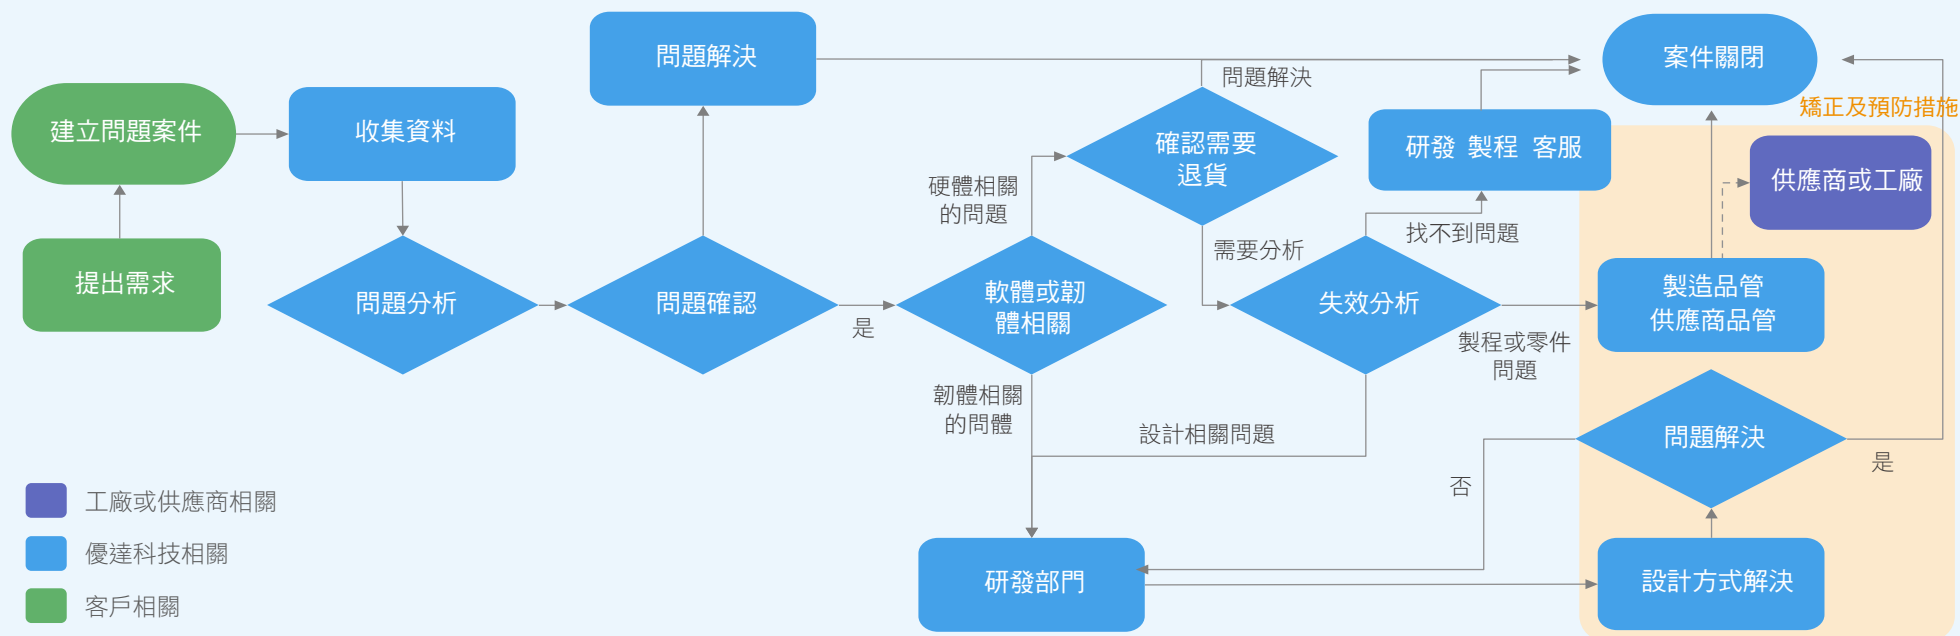 問題解決
案件關閉
問題解決
矯正及預防措施
建立問題案件
收集資料
確認需要
退貨
研發 製程 客服
供應商或工廠
硬體相關
的問題
需要分析
找不到問題
提出需求
問題分析
問題確認
是
軟體或韌
體相關
失效分析
製造品管
供應商品管
製程或零件
問題
韌體相關
的問體
設計相關問題
問題解決
是
否
工廠或供應商相關
優達科技相關
客戶相關
研發部門
設計方式解決